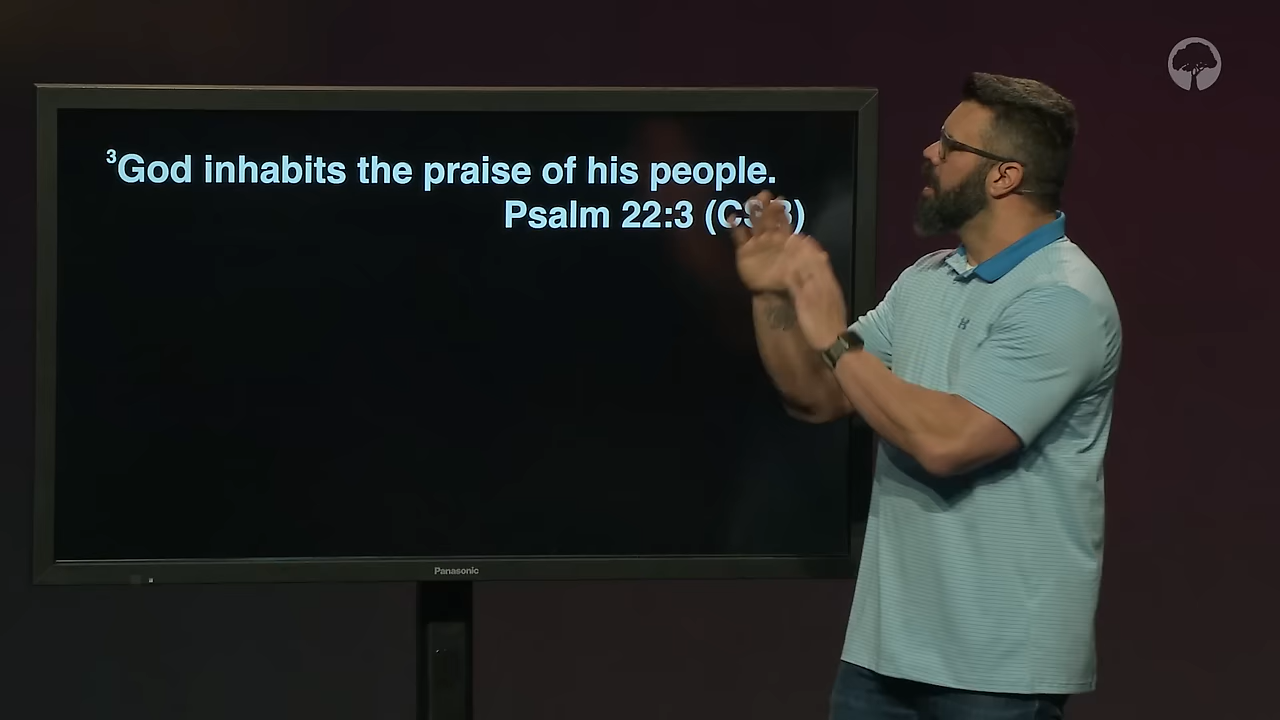 ³God inhabits the praise of his people.
Psalm 22:3
Panasonic